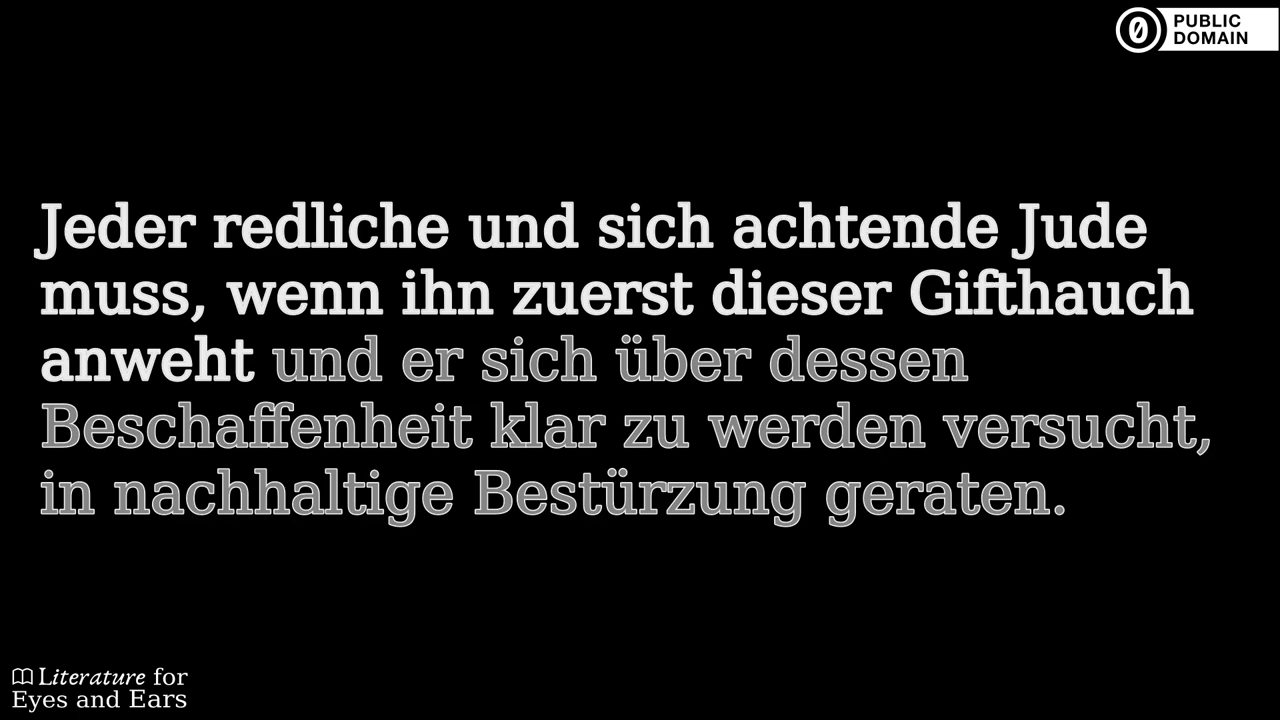 PUBLIC
DOMAIN
Jeder redliche und sich achtende Jude
muss, wenn ihn zuerst dieser Gifthauch
anweht und er sich über dessen
Beschaffenheit klar zu werden versucht,
in nachhaltige Bestürzung geraten.
Literature for
Eyes and Ears